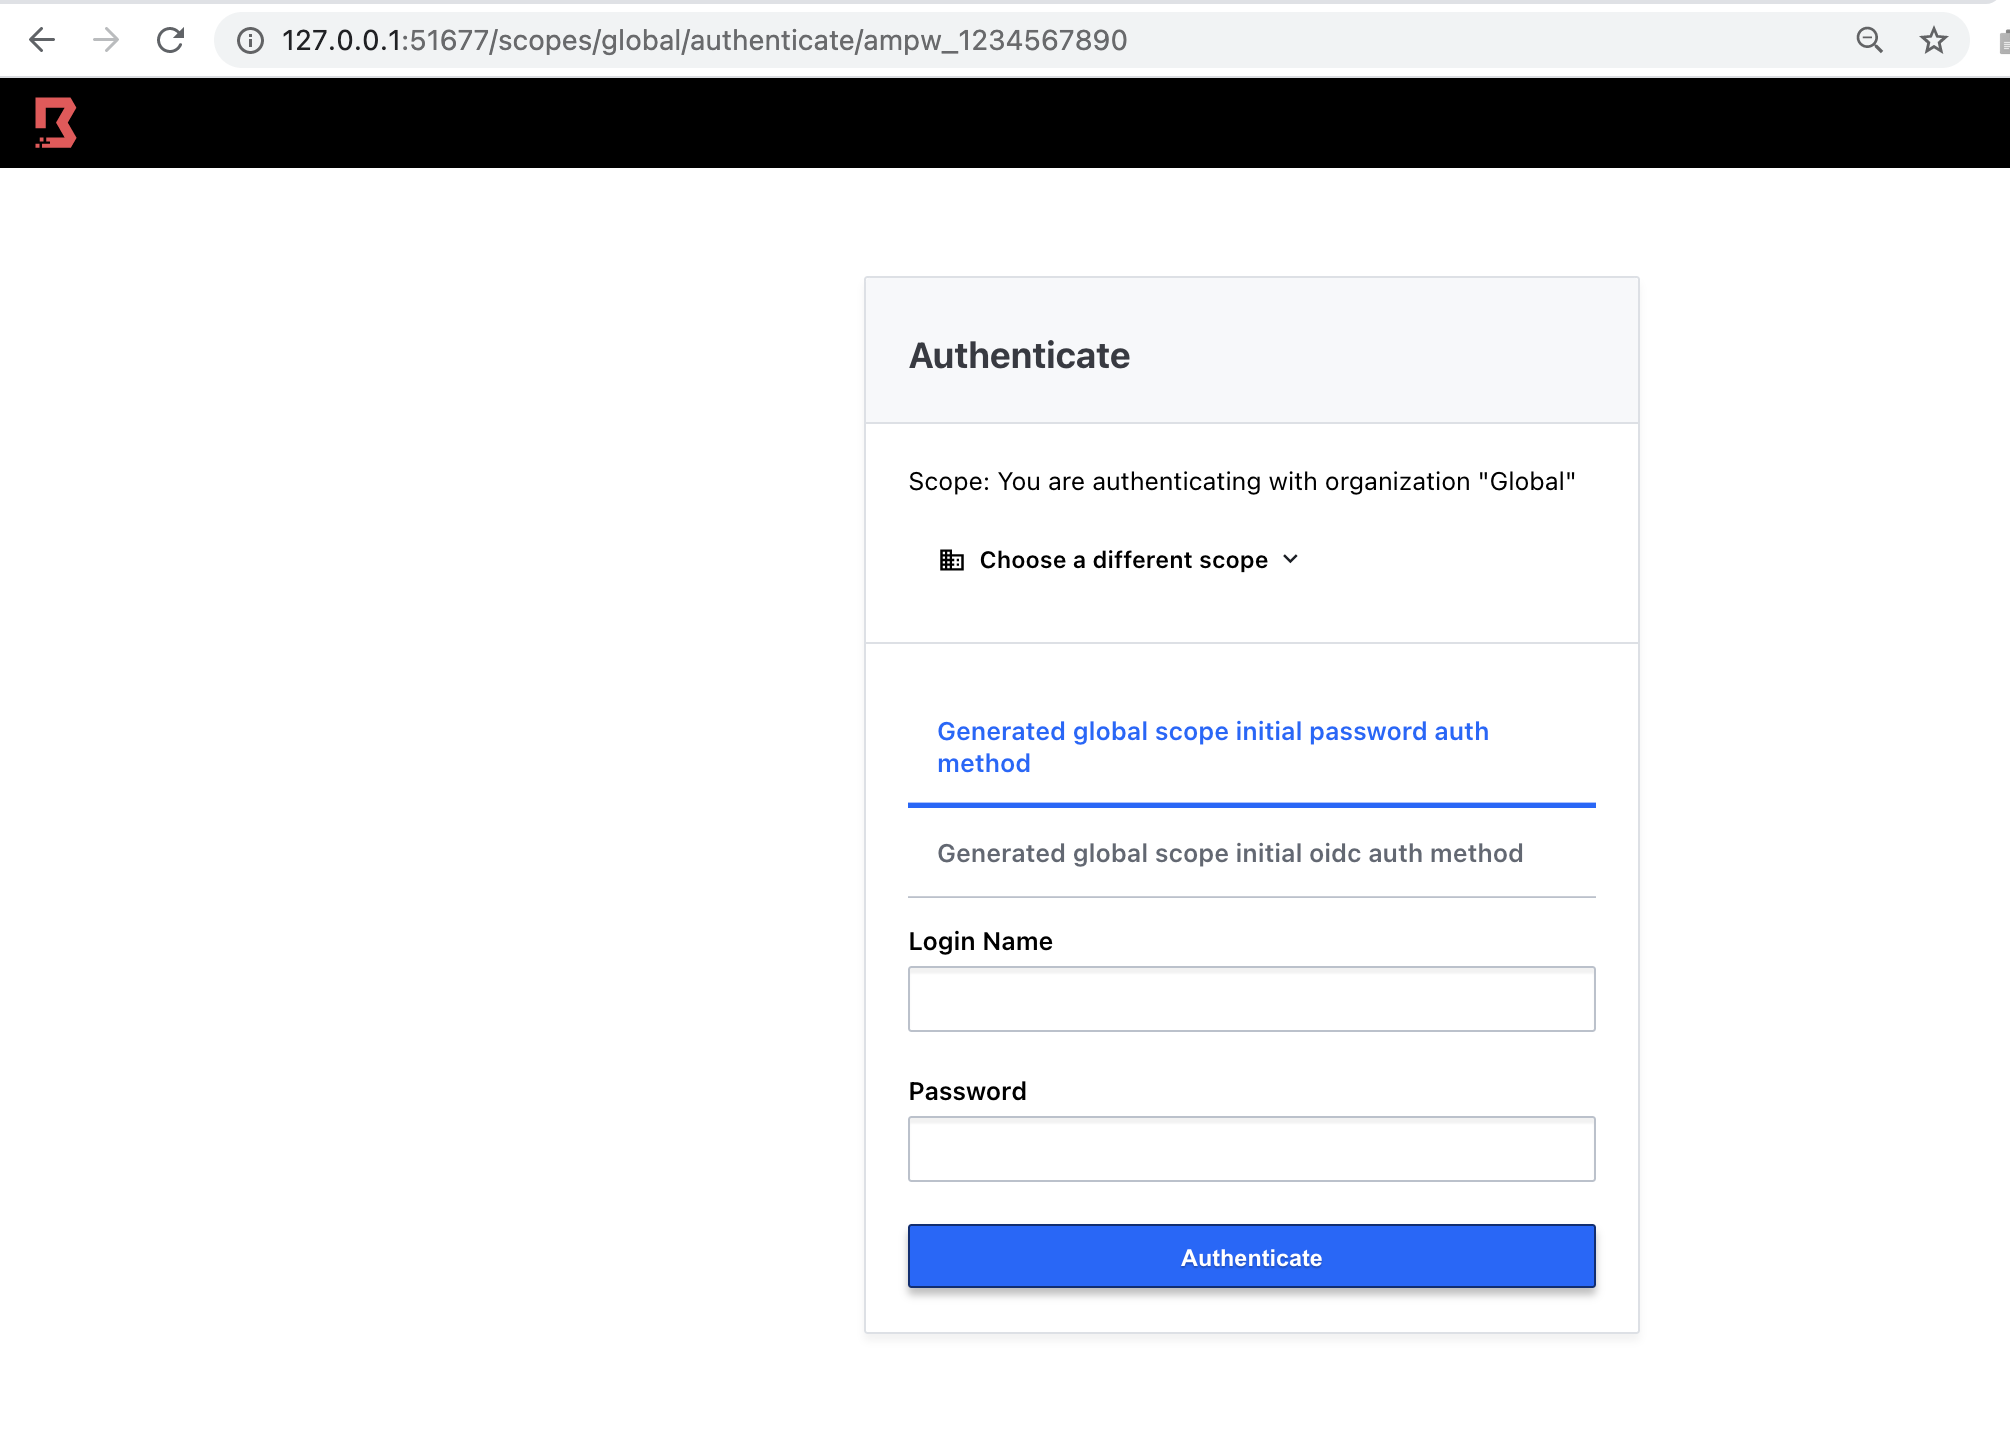 127.0.0.1:51677/scopes/global/authenticate/ampw_1234567890
Authenticate
Scope: You are authenticating with organization "Global"
Choose a different scope
Generated global scope initial password auth
method
Generated global scope initial oidc auth method
Login Name
Password
Authenticate